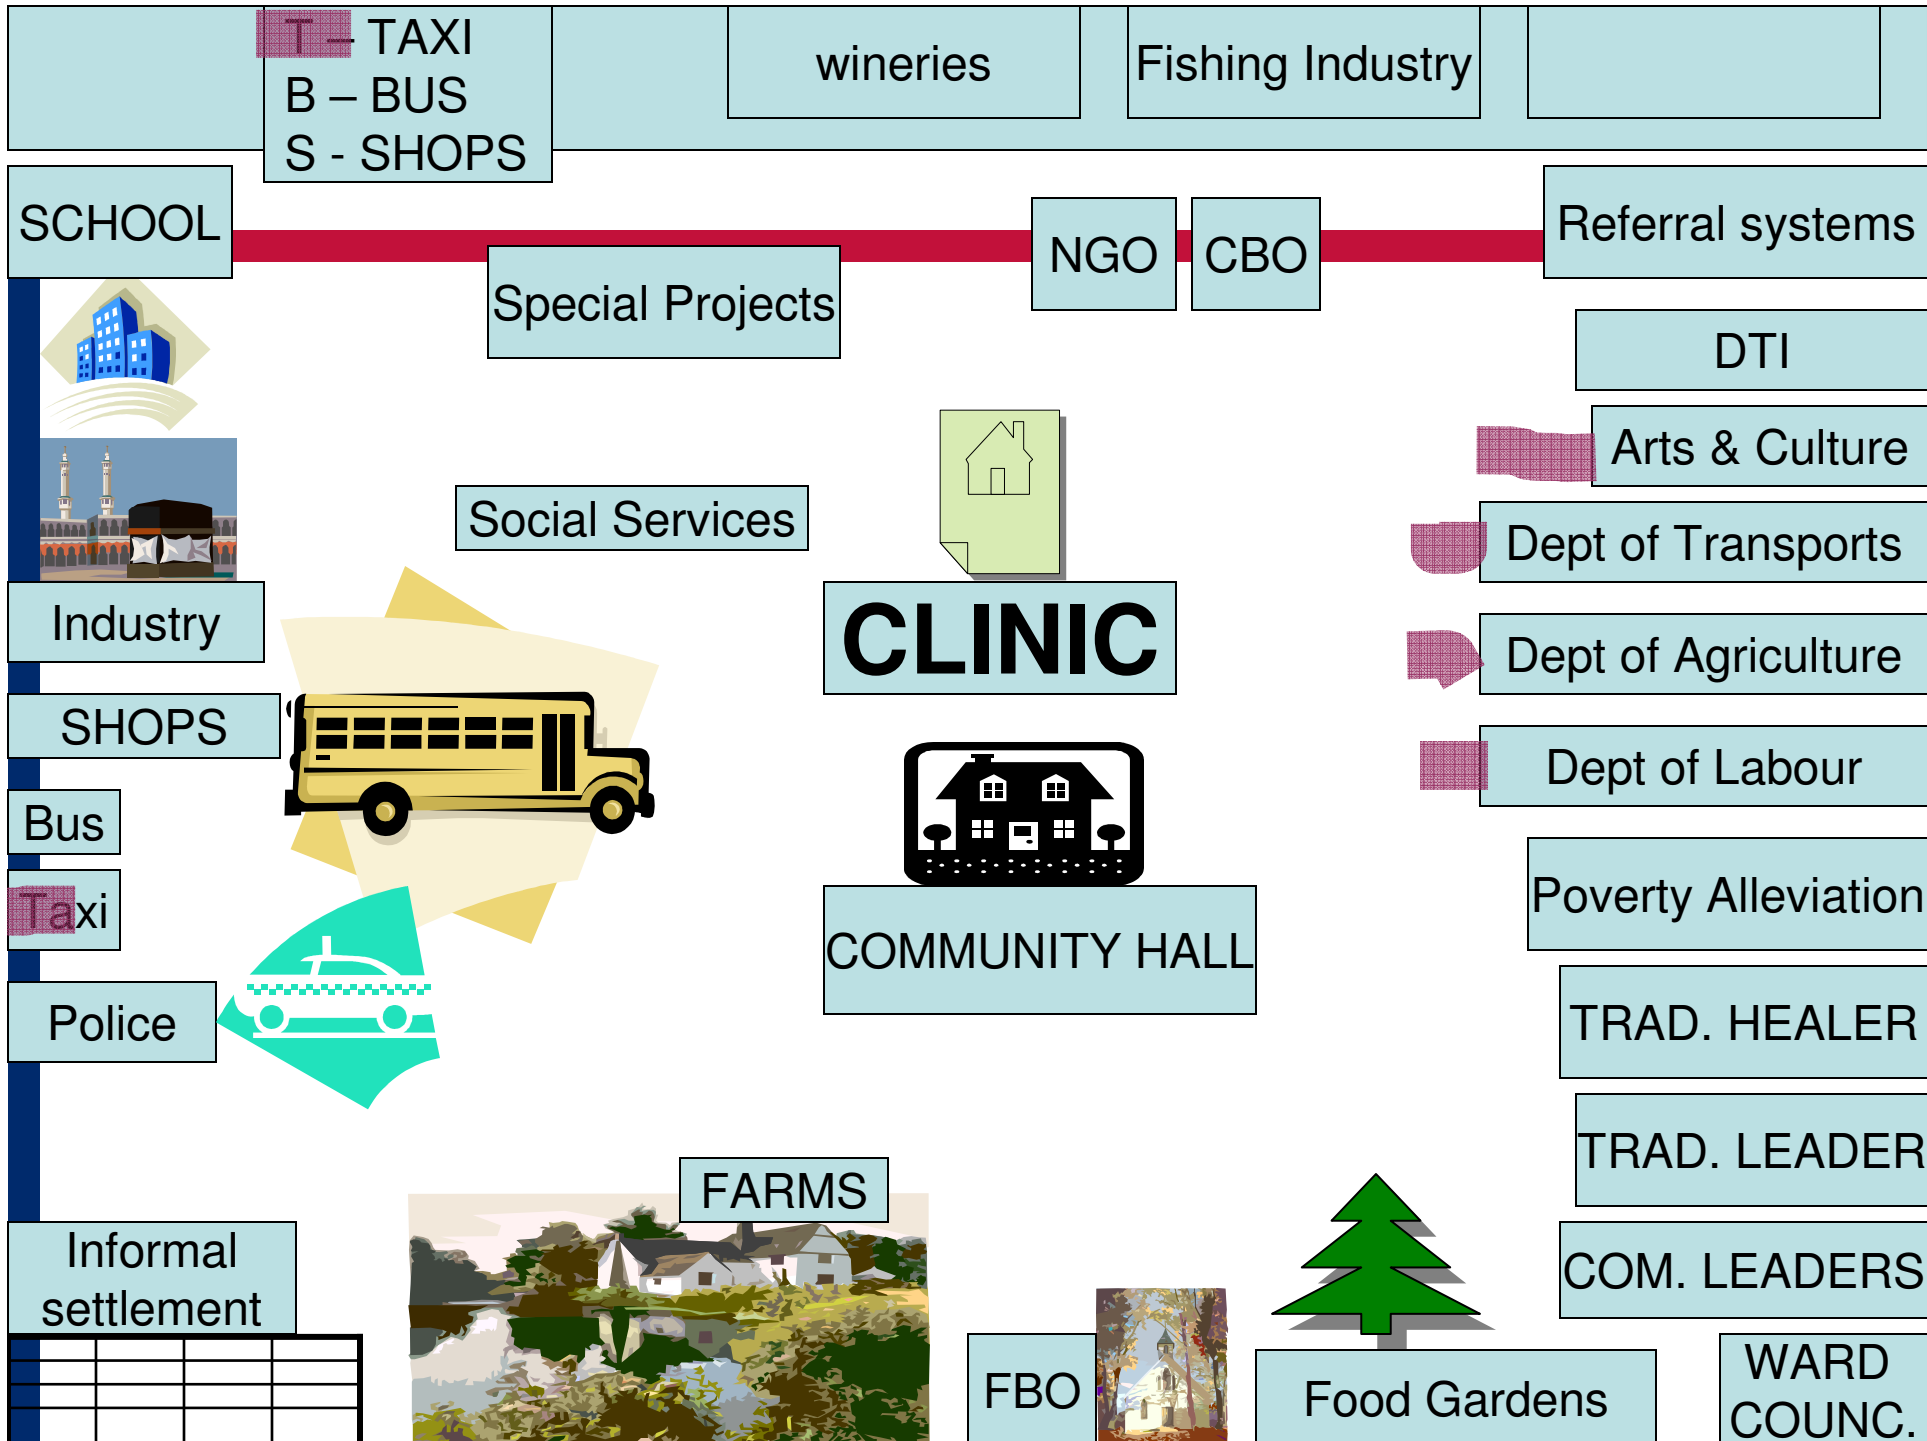 T – TAXI
B – BUS
S - SHOPS
wineries
Fishing Industry
SCHOOL
Special Projects
NGO
CBO
Referral systems
DTI
Arts & Culture
Social Services
Dept of Transports
Industry
CLINIC
Dept of Agriculture
SHOPS
Dept of Labour
Bus
Taxi
Poverty Alleviation
COMMUNITY HALL
Police
TRAD. HEALER
TRAD. LEADER
FARMS
Informal
settlement
COM. LEADERS
FBO
Food Gardens
WARD
COUNC.